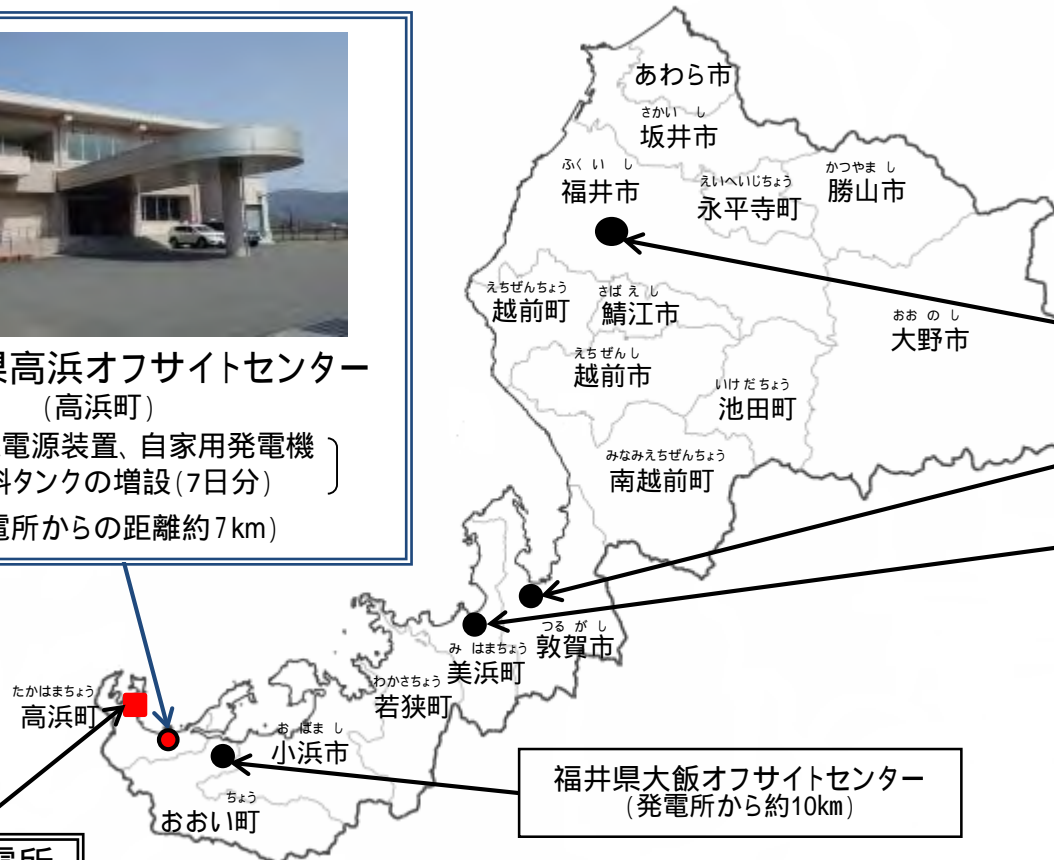 県高浜オフサイトセンター
(高浜町)
電源装置、自家用発電機
料タンクの増設(7日分)
電所からの距離約7km)
あわら市
さかい し
坂井市
ふく い し
福井市
えいへいじちょう
永平寺町
かつやま し
勝山市
えちぜんちょう
越前町
さば え し
鯖江市
おお の し
大野市
えち ぜん し
越前市
いけ だ ちょう
池田町
みなみえちぜんちょう
南越前町
つる が し
敦賀市
み はまちょう
美浜町
わかさちょう
若狭町
たかはまちょう
高浜町
お ばま し
小浜市
ちょう
おおい町
福井県大飯オフサイトセンター
(発電所から約10km)
電所